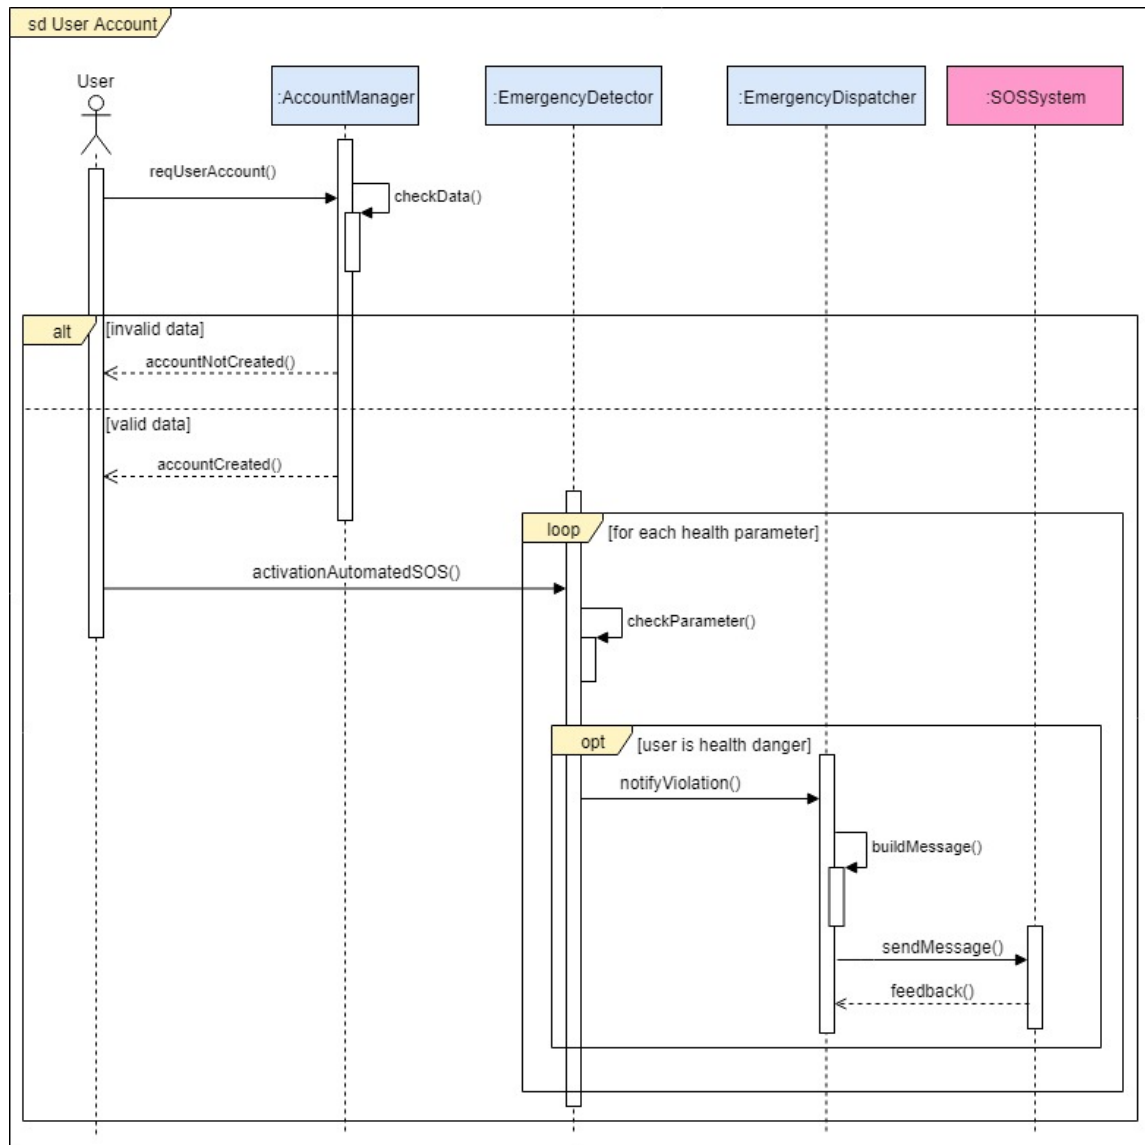 sd User Account
User
:AccountManager
:EmergencyDetector
:EmergencyDispatcher
:SOSSystem
reqUserAccount()
checkData()
alt
[invalid data]
accountNotCreated()
[valid data]
accountCreated()
loop
[for each health parameter]
activationAutomatedSOS()
checkParameter()
opt
[user is health danger]
notifyViolation()
buildMessage()
sendMessage()
feedback()